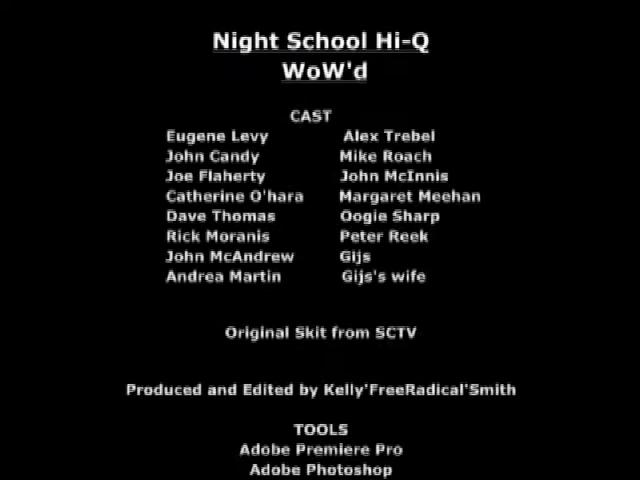 Night School Hi-Q
WoW'd
CAST
Eugene Levy Alex Trebel
John Candy Mike Roach
Joe Flaherty John McInnis
Catherine O'hara Margaret Meehan
Dave Thomas Oogie Sharp
Rick Moranis Peter Reek
John McAndrew Gijs
Andrea Martin Gijs's wife
Original Skit from SCTV
Produced and Edited by Kelly'FreeRadical'Smith
TOOLS
Adobe Premiere Pro
Adobe Photoshop